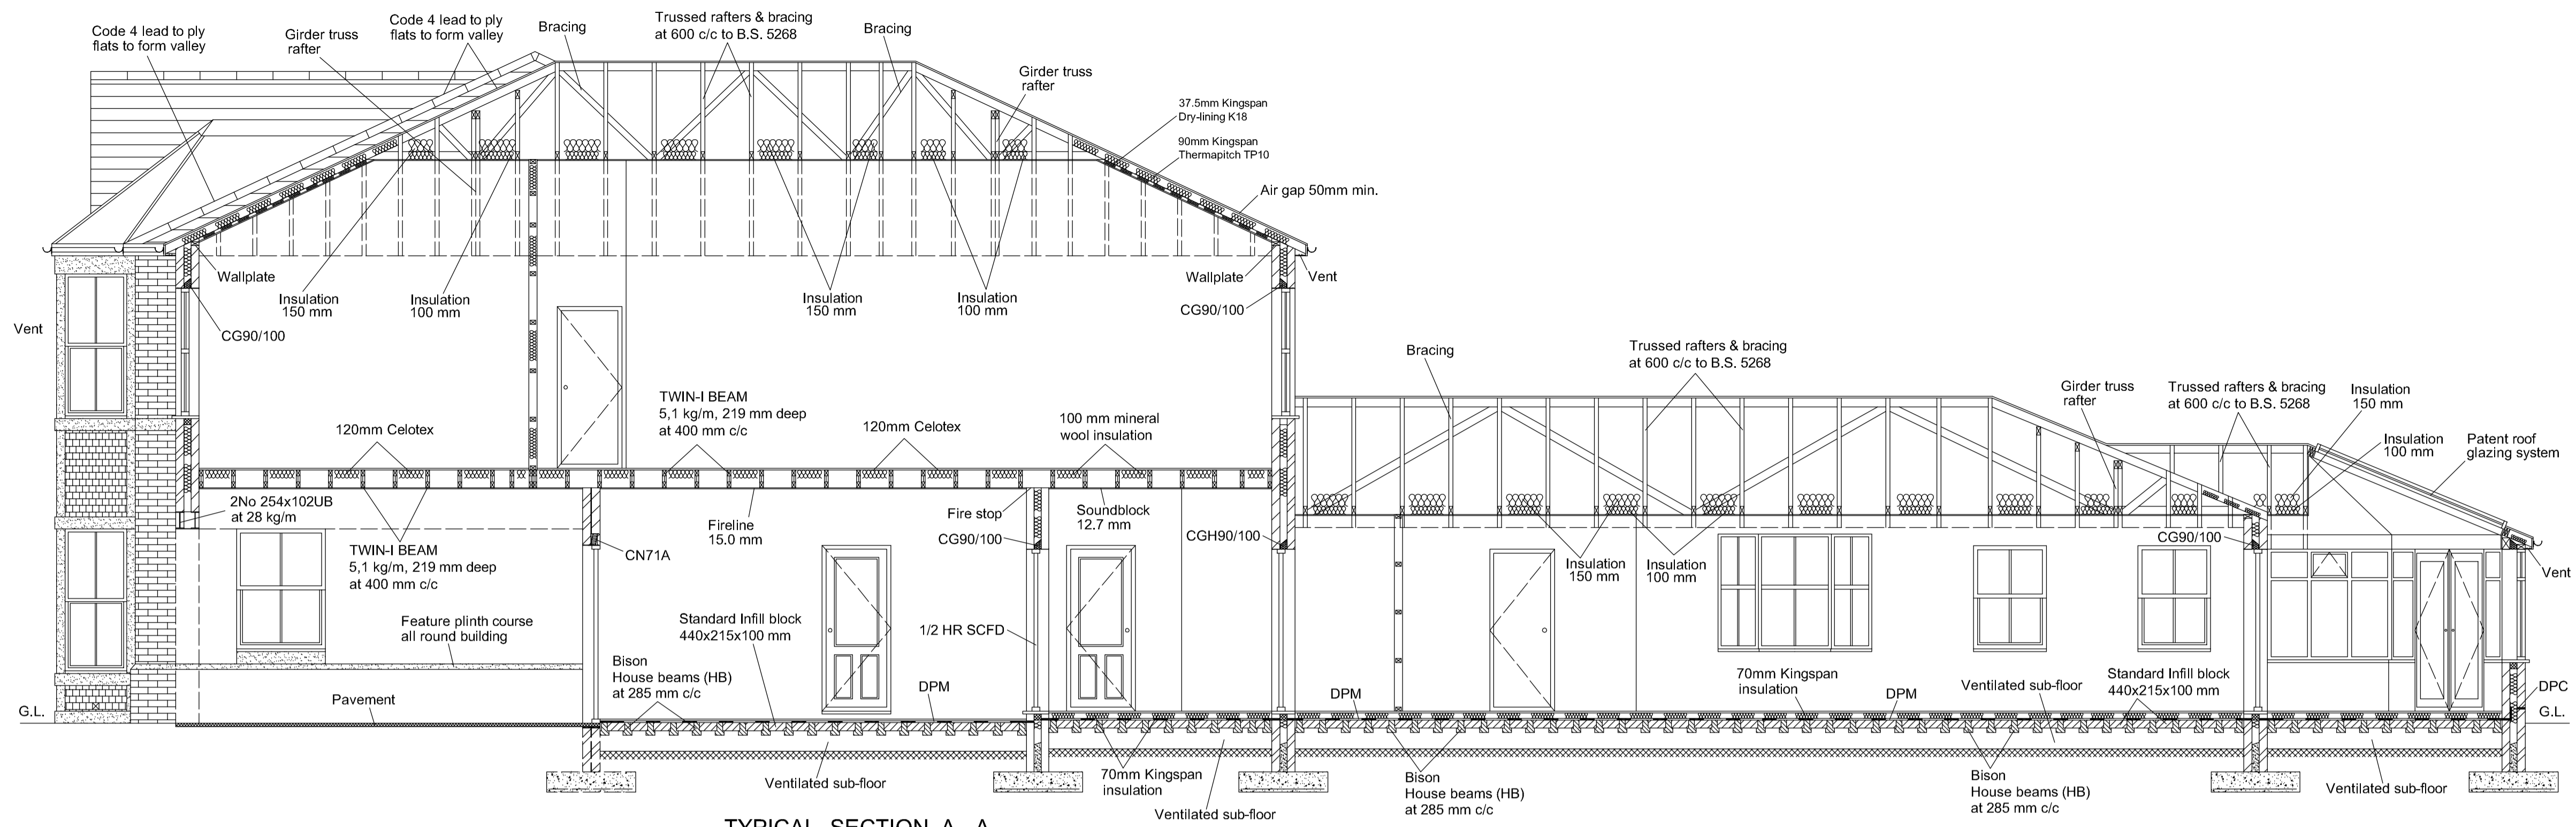 Code 4 lead to ply
flats to form valley
Girder truss
rafter
Code 4 lead to ply
flats to form valley
Bracing
Trussed rafters & bracing
at 600 c/c to B.S. 5268
Bracing
Girder truss
rafter
37.5mm Kingspan
Dry-lining K18
90mm Kingspan
Thermapitch TP10
Air gap 50mm min.
Wallplate
Insulation
150 mm
Insulation
100 mm
Insulation
150 mm
Insulation
100 mm
Wallplate
Vent
CG90/100
Vent
CG90/100
Bracing
Trussed rafters & bracing
at 600 c/c to B.S. 5268
Girder truss
rafter
Trussed rafters & bracing
at 600 c/c to B.S. 5268
Insulation
150 mm
Insulation
100 mm
Patent roof
glazing system
120mm Celotex
TWIN-I BEAM
5,1 kg/m, 219 mm deep
at 400 mm c/c
120mm Celotex
100 mm mineral
wool insulation
2No 254x102UB
at 28 kg/m
TWIN-I BEAM
5,1 kg/m, 219 mm deep
at 400 mm c/c
CN71A
Fireline
15.0 mm
Fire stop
CG90/100
Soundblock
12.7 mm
CGH90/100
Insulation
150 mm
Insulation
100 mm
CG90/100
Vent
Feature plinth course
all round building
Standard Infill block
440x215x100 mm
1/2 HR SCFD
Bison
House beams (HB)
at 285 mm c/c
DPM
DPM
70mm Kingspan
insulation
DPM
Ventilated sub-floor
Standard Infill block
440x215x100 mm
DPC
G.L.
G.L.
Pavement
Ventilated sub-floor
70mm Kingspan
insulation
Ventilated sub-floor
Bison
House beams (HB)
at 285 mm c/c
Bison
House beams (HB)
at 285 mm c/c
Ventilated sub-floor
TYPICAL SECTION A - A